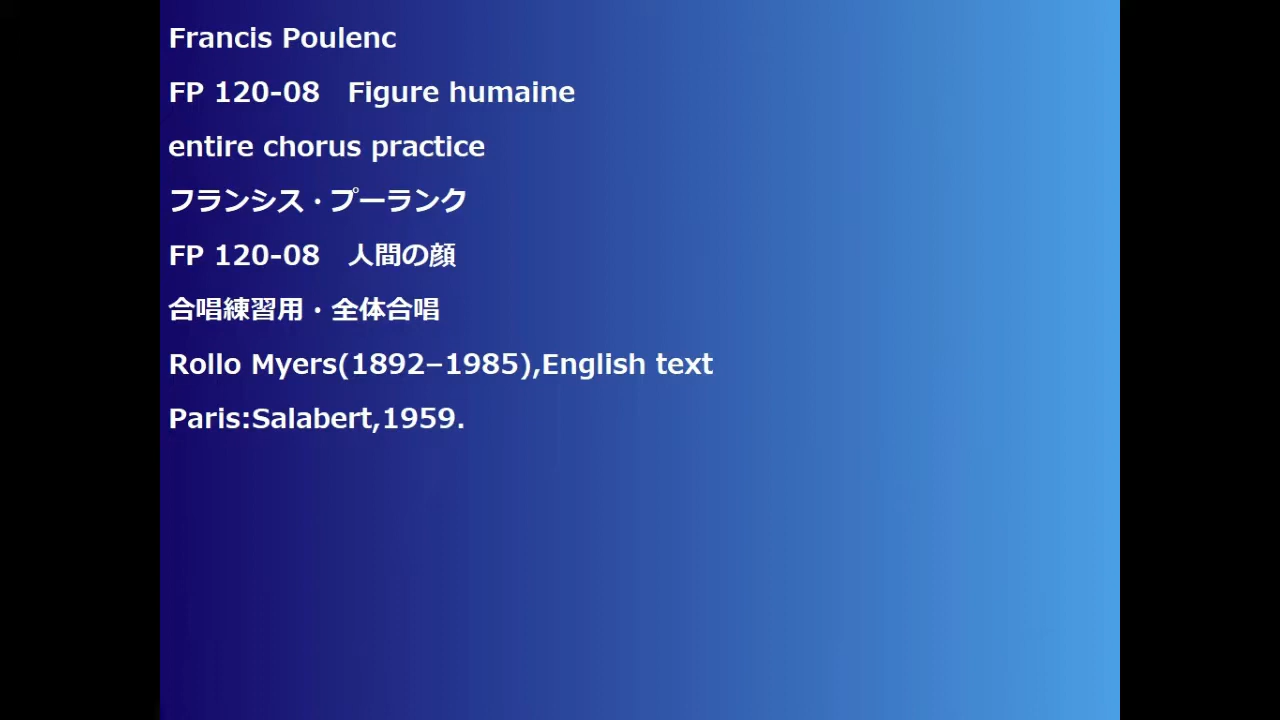 Francis Poulenc
FP 120-08　Figure humaine
entire chorus practice
フランシス・プーランク
FP 120-08　人間の顔
合唱練習用・全体合唱
Rollo Myers(1892‒1985),English text
Paris:Salabert,1959.